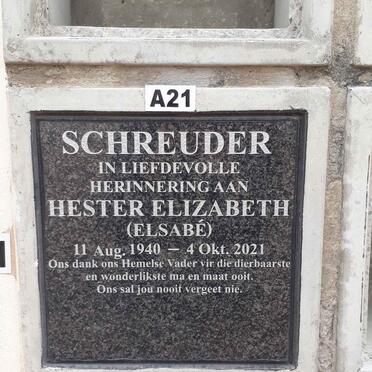 A21
SCHREUDER
IN LIEFDEVOLLE
HERINNERING AAN
HESTER ELIZABETH
(ELSABÉ)
11 Aug. 1940 – 4 Okt. 2021
Ons dank ons Hemelse Vader vir die dierbaarste
en wonderlikste ma en maat ooit.
Ons sal jou nooit vergeet nie.